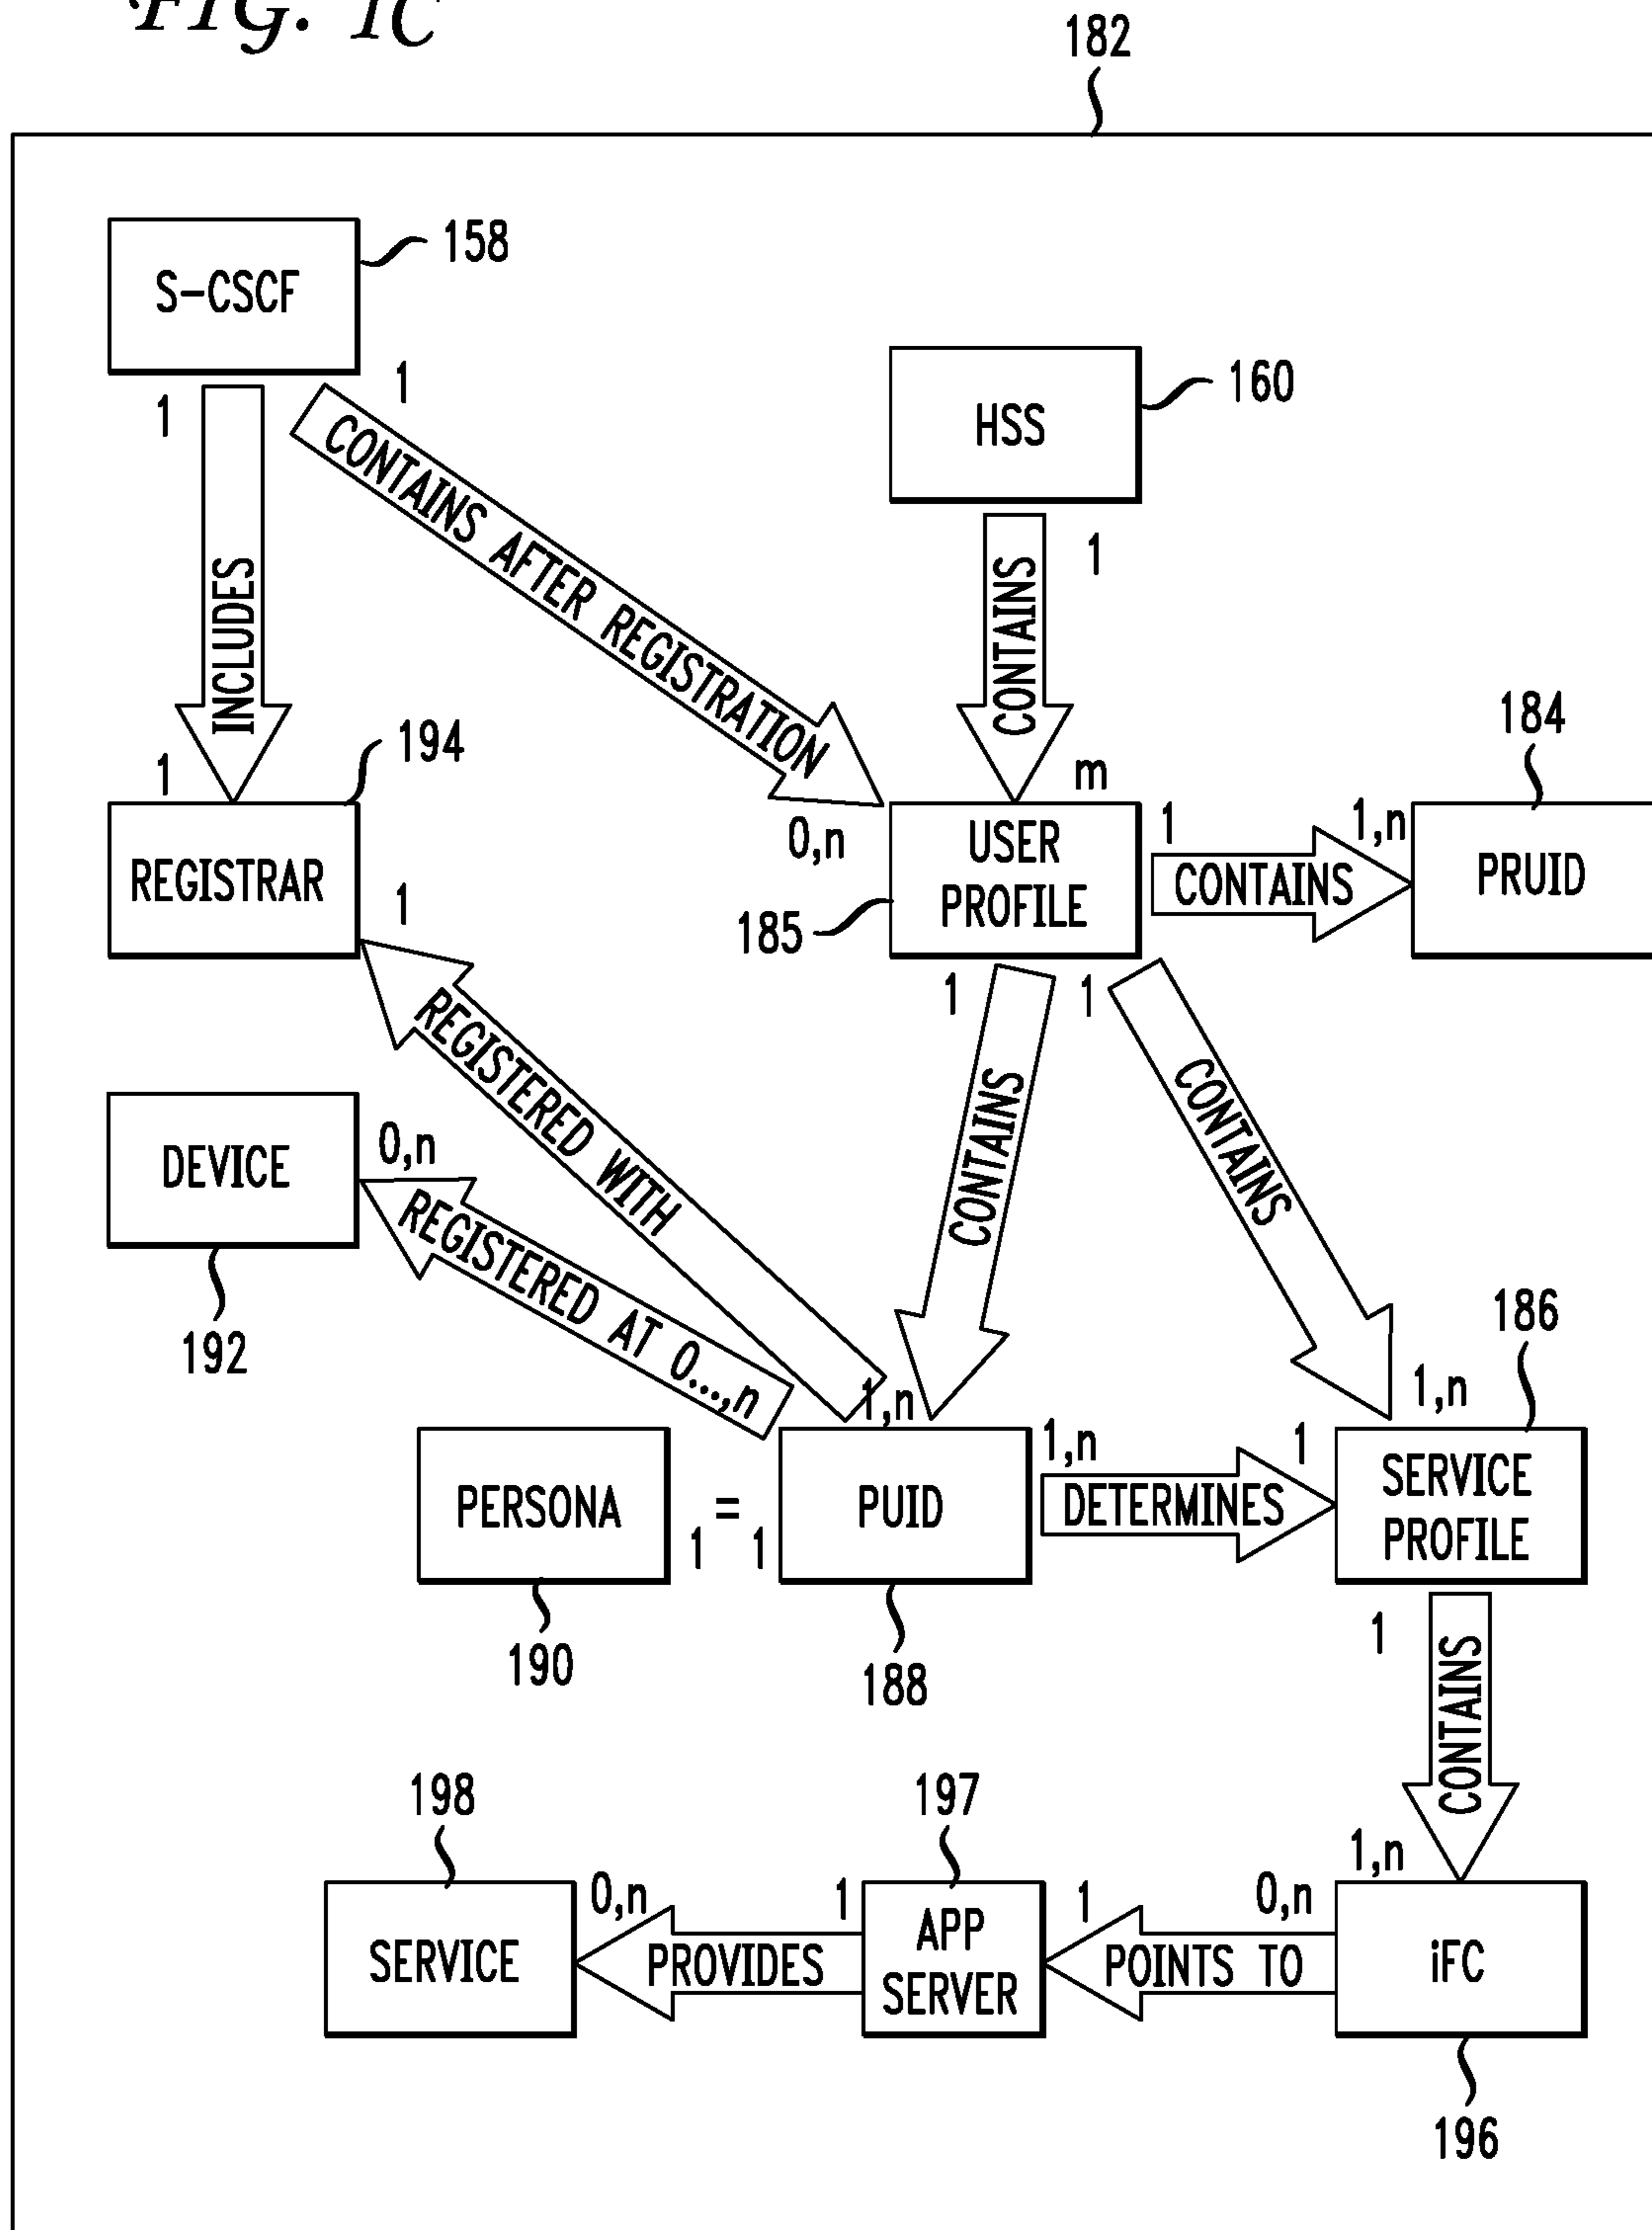 FIG. 1C
182
S-CSCF
158
1
1
HSS
160
CONTAINS AFTER REGISTRATION
1
CONTAINS
INCLUDES
184
194
1
m
0,n
REGISTRAR
USER
PROFILE
185
1
1,n
CONTAINS
PRUID
1
1
1
REGISTERED WITH
CONTAINS
CONTAINS
DEVICE
0,n
192
REGISTERED AT 0...,n
186
1,n
1,n
PERSONA
1
=
1
PUID
1,n
DETERMINES
1
SERVICE
PROFILE
190
188
1
CONTAINS
198
197
1,n
SERVICE
0,n
PROVIDES
1
APP
SERVER
1
POINTS TO
0,n
iFC
196